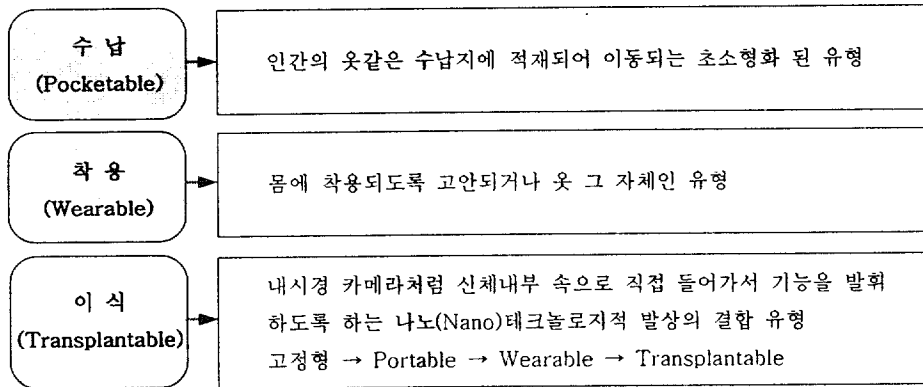 수 납
(Pocketable)
인간의 옷같은 수납지에 적재되어 이동되는 초소형화 된 유형
착 용
(Wearable)
몸에 착용되도록 고안되거나 옷 그 자체인 유형
이 식
(Transplantable)
내시경 카메라처럼 신체내부 속으로 직접 들어가서 기능을 발휘
하도록 하는 나노(Nano)테크놀로지적 발상의 결합 유형
고정형 → Portable → Wearable → Transplantable